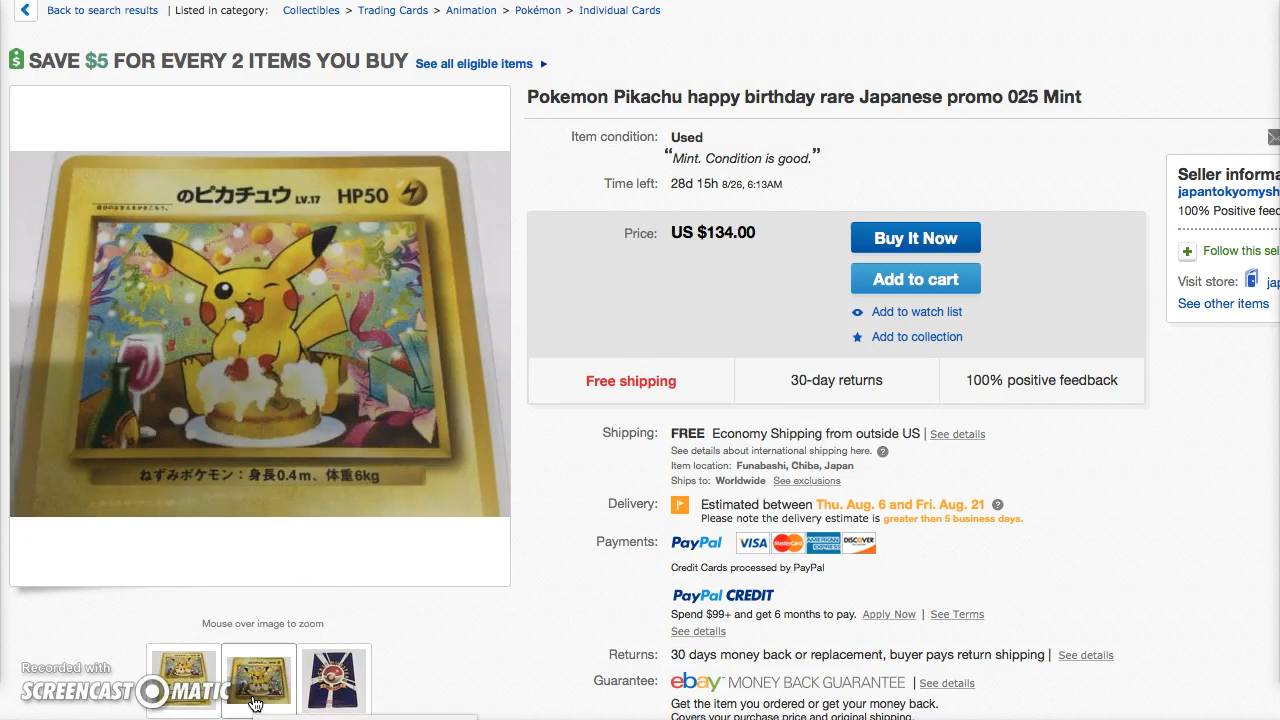 Back to search results | Listed in category: Collectibles > Trading Cards > Animation > Pokémon > Individual Cards
SAVE $5 FOR EVERY 2 ITEMS YOU BUY See all eligible items
Pokemon Pikachu happy birthday rare Japanese promo 025 Mint
Item condition: Used
“Mint. Condition is good.”
Time left: 28d 15h 8/26, 6:13AM
Price: US $134.00
Buy It Now
Add to cart
Add to watch list
Add to collection
Free shipping
30-day returns
100% positive feedback
Shipping: FREE Economy Shipping from outside US | See details
See details about international shipping here.
Item location: Funabashi, Chiba, Japan
Ships to: Worldwide See exclusions
Delivery: Estimated between Thu. Aug. 6 and Fri. Aug. 21
Please note the delivery estimate is greater than 5 business days.
Payments: PayPal VISA MasterCard AMERICAN EXPRESS DISCOVER
Credit Cards processed by PayPal
PayPal CREDIT
Spend $99+ and get 6 months to pay. Apply Now | See Terms
See details
Returns: 30 days money back or replacement, buyer pays return shipping | See details
Guarantee: ebay MONEY BACK GUARANTEE | See details
Get the item you ordered or get your money back.
Covers your purchase price and original shipping.
Seller informa
japantokyomysh
100% Positive feed
Follow this sel
Visit store: jap
See other items
のピカチュウ LV.17 HP50
ねずみポケモン：身長0.4m、体重6kg
Mouse over image to zoom
Recorded with
SCREENCAST-O-MATIC